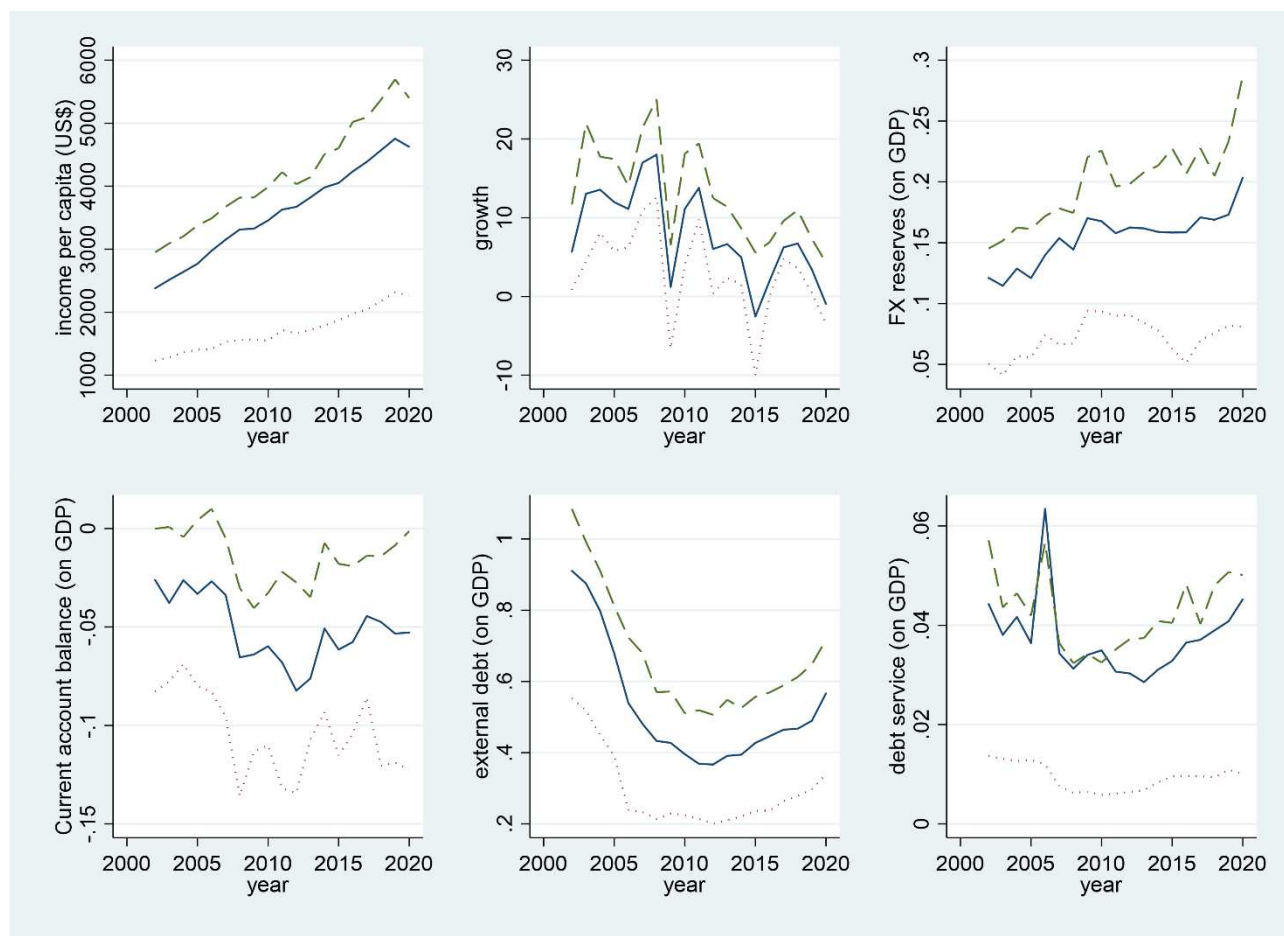 income per capita (US$)
6000
5000
4000
3000
2000
1000
2000 2005 2010 2015 2020
year
growth
30
20
10
0
-10
2000 2005 2010 2015 2020
year
FX reserves (on GDP)
.3
.25
.2
.15
.1
.05
2000 2005 2010 2015 2020
year
Current account balance (on GDP)
0
-.05
-.1
-.15
2000 2005 2010 2015 2020
year
external debt (on GDP)
1
.8
.6
.4
.2
2000 2005 2010 2015 2020
year
debt service (on GDP)
.06
.04
.02
0
2000 2005 2010 2015 2020
year